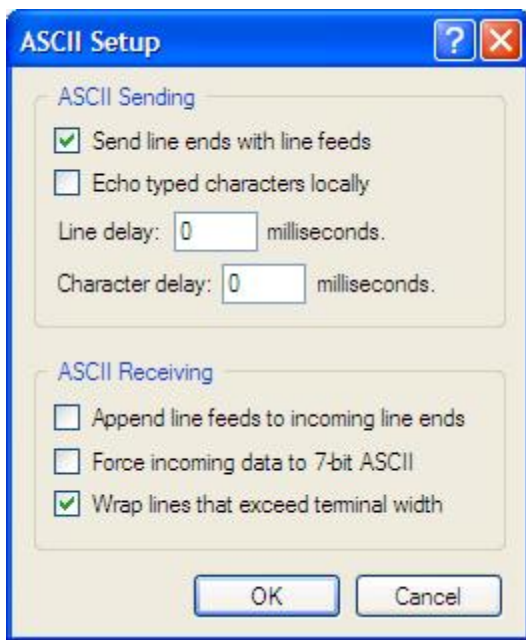 ASCII Setup
ASCII Sending
Send line ends with line feeds
Echo typed characters locally
Line delay: 0 milliseconds.
Character delay: 0 milliseconds.
ASCII Receiving
Append line feeds to incoming line ends
Force incoming data to 7-bit ASCII
Wrap lines that exceed terminal width
OK Cancel